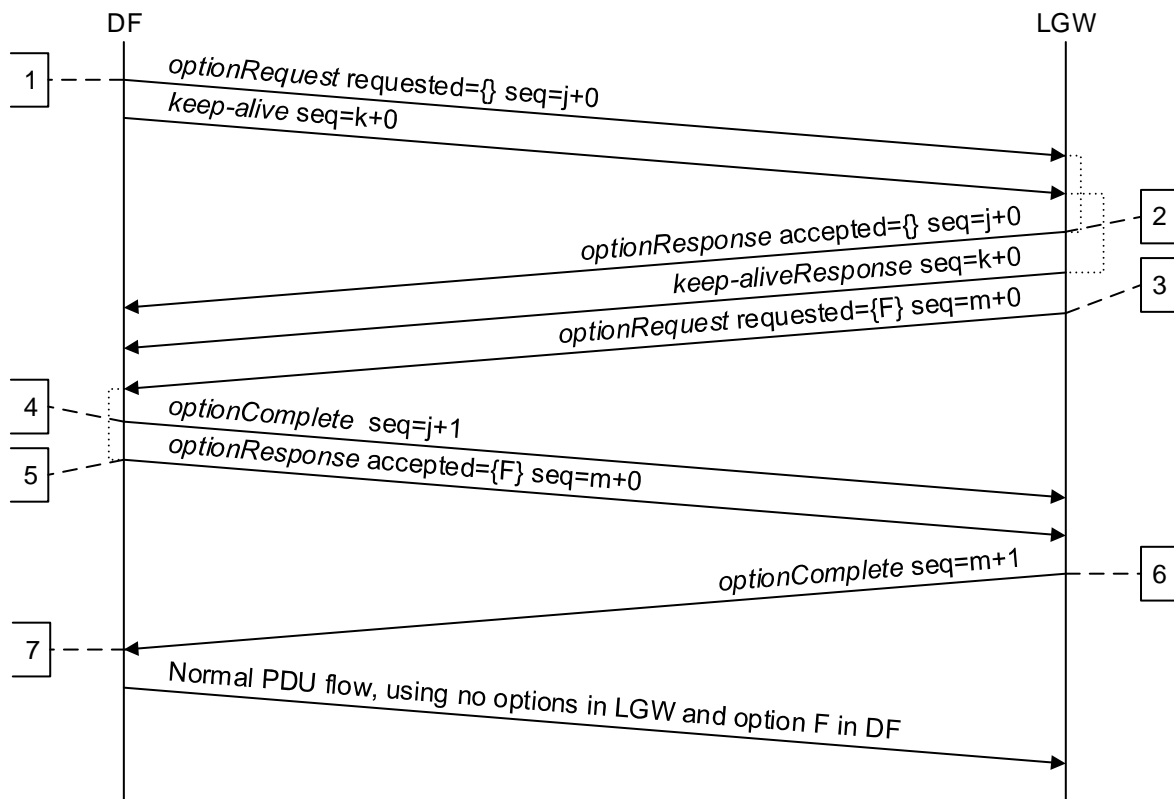 DF
LGW
1
optionRequest requested={} seq=j+0
keep-alive seq=k+0
2
optionResponse accepted={} seq=j+0
keep-aliveResponse seq=k+0
3
optionRequest requested={F} seq=m+0
4
optionComplete seq=j+1
optionResponse accepted={F} seq=m+0
5
optionComplete seq=m+1
6
7
Normal PDU flow, using no options in LGW and option F in DF